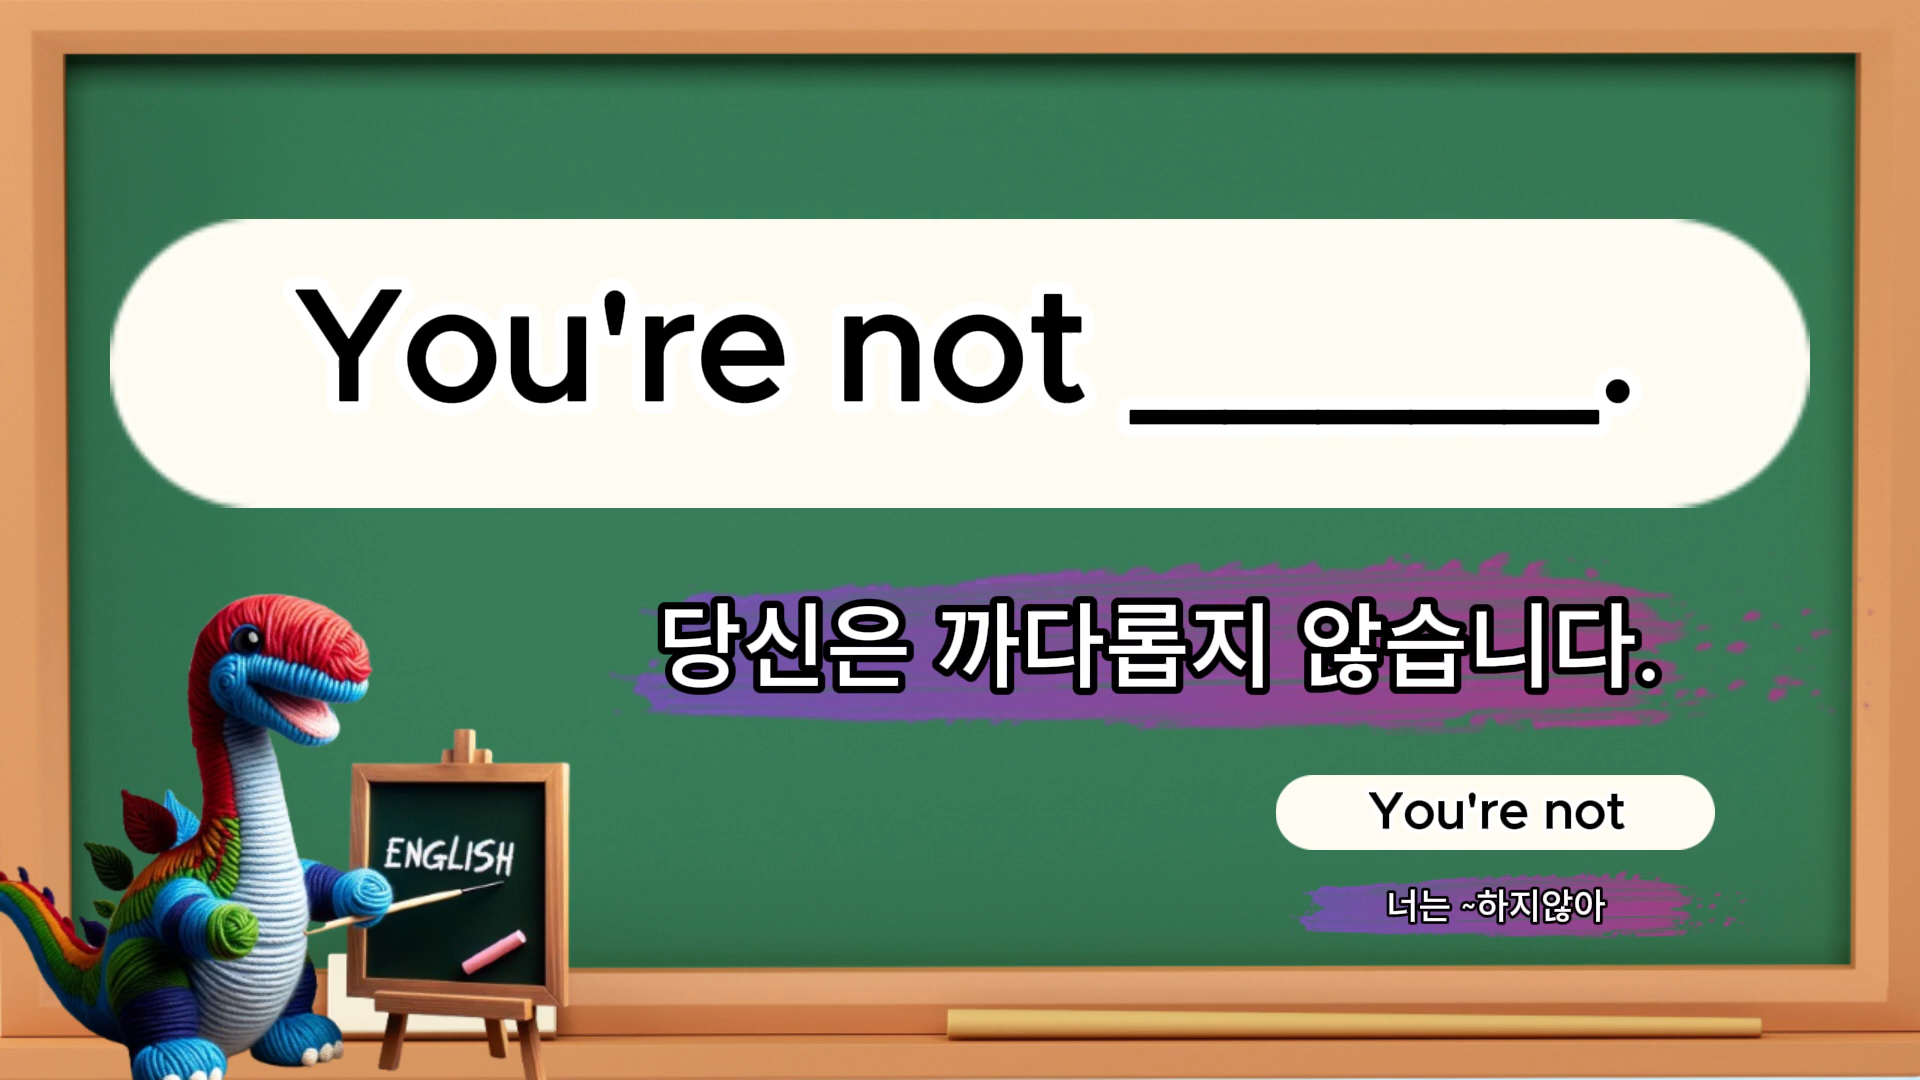 You're not _____.
당신은 까다롭지 않습니다.
ENGLISH
You're not
너는 ~하지않아